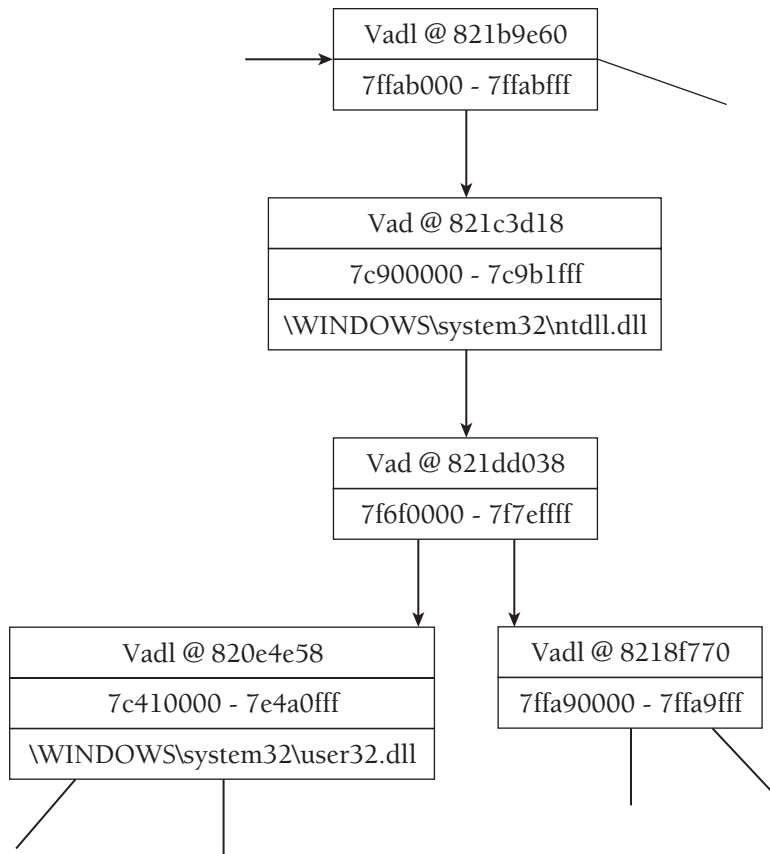 Vadl @ 821b9e60
7ffab000 - 7ffabfff
Vad @ 821c3d18
7c900000 - 7c9b1fff
\WINDOWS\system32\ntdll.dll
Vad @ 821dd038
7f6f0000 - 7f7effff
Vadl @ 820e4e58
7c410000 - 7e4a0fff
\WINDOWS\system32\user32.dll
Vadl @ 8218f770
7ffa90000 - 7ffa9fff